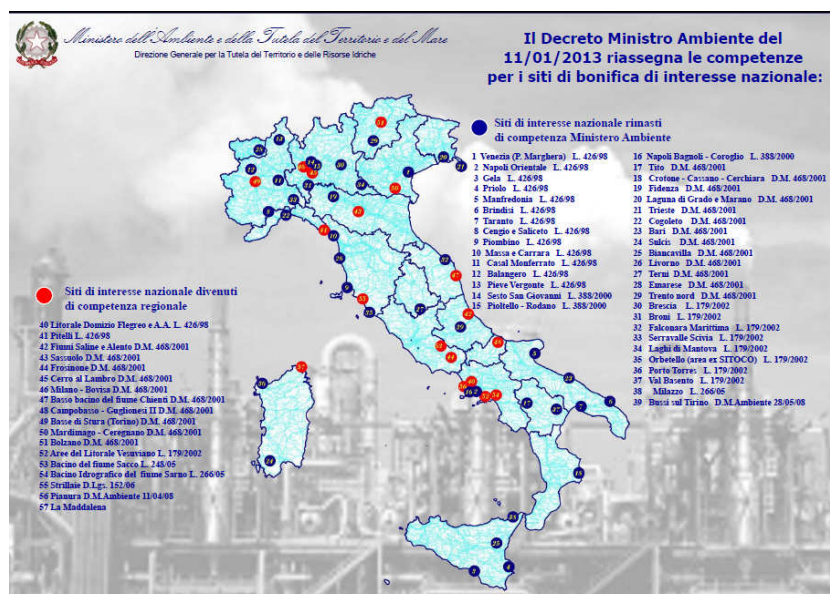 Ministero dell'Ambiente e della Tutela del Territorio e del Mare
Direzione Generale per la Tutela del Territorio e delle Risorse Idriche
Il Decreto Ministro Ambiente del
11/01/2013 riassegna le competenze
per i siti di bonifica di interesse nazionale:
Siti di interesse nazionale rimasti
di competenza Ministero Ambiente
1 Venezia (P. Marghera) L. 426/98
2 Napoli Orientale L. 426/98
3 Gela L. 426/98
4 Priolo L. 426/98
5 Manfredonia L. 426/98
6 Brindisi L. 426/98
7 Taranto L. 426/98
8 Cengio e Saliceto L. 426/98
9 Piombino L. 426/98
10 Massa e Carrara L. 426/98
11 Casal Monferrato L. 426/98
12 Balangero L. 426/98
13 Pieve Vergonte L. 426/98
14 Sesto San Giovanni L. 388/2000
15 Pioltello - Rodano L. 388/2000
16 Napoli Bagnoli - Coroglio L. 388/2000
17 Tito D.M. 468/2001
18 Crotone - Cassano - Cerchiara D.M. 468/2001
19 Fidenza D.M. 468/2001
20 Laguna di Grado e Marano D.M. 468/2001
21 Trieste D.M. 468/2001
22 Cogoleto D.M. 468/2001
23 Bari D.M. 468/2001
24 Sulcis D.M. 468/2001
25 Biancavilla D.M. 468/2001
26 Livorno D.M. 468/2001
27 Terni D.M. 468/2001
28 Emarese D.M. 468/2001
29 Trento nord D.M. 468/2001
30 Brescia L. 179/2002
31 Broni L. 179/2002
32 Falconara Marittima L. 179/2002
33 Serravalle Scivia L. 179/2002
34 Laghi di Mantova L. 179/2002
35 Orbetello (area ex SITOCO) L. 179/2002
36 Porto Torres L. 179/2002
37 Val Basento L. 179/2002
38 Milazzo L. 266/05
39 Bussi sul Tirino D.M.Ambiente 28/05/08
Siti di interesse nazionale divenuti
di competenza regionale
40 Litorale Domizio Flegreo e A.A. L. 426/98
41 Pitelli L. 426/98
42 Fiumi Saline e Alento D.M. 468/2001
43 Sassuolo D.M. 468/2001
44 Frosinone D.M. 468/2001
45 Cerro al Lambro D.M. 468/2001
46 Milano - Bovisa D.M. 468/2001
47 Basso bacino del fiume Chienti D.M. 468/2001
48 Campobasso - Guglionesi II D.M. 468/2001
49 Basse di Stura (Torino) D.M. 468/2001
50 Mardimago - Ceregnano D.M. 468/2001
51 Bolzano D.M. 468/2001
52 Aree del Litorale Vesuviano L. 179/2002
53 Bacino del fiume Sacco L. 248/05
54 Bacino Idrografico del fiume Sarno L. 266/05
55 Strillaie D.Lgs. 152/06
56 Pianura D.M.Ambiente 11/04/08
57 La Maddalena